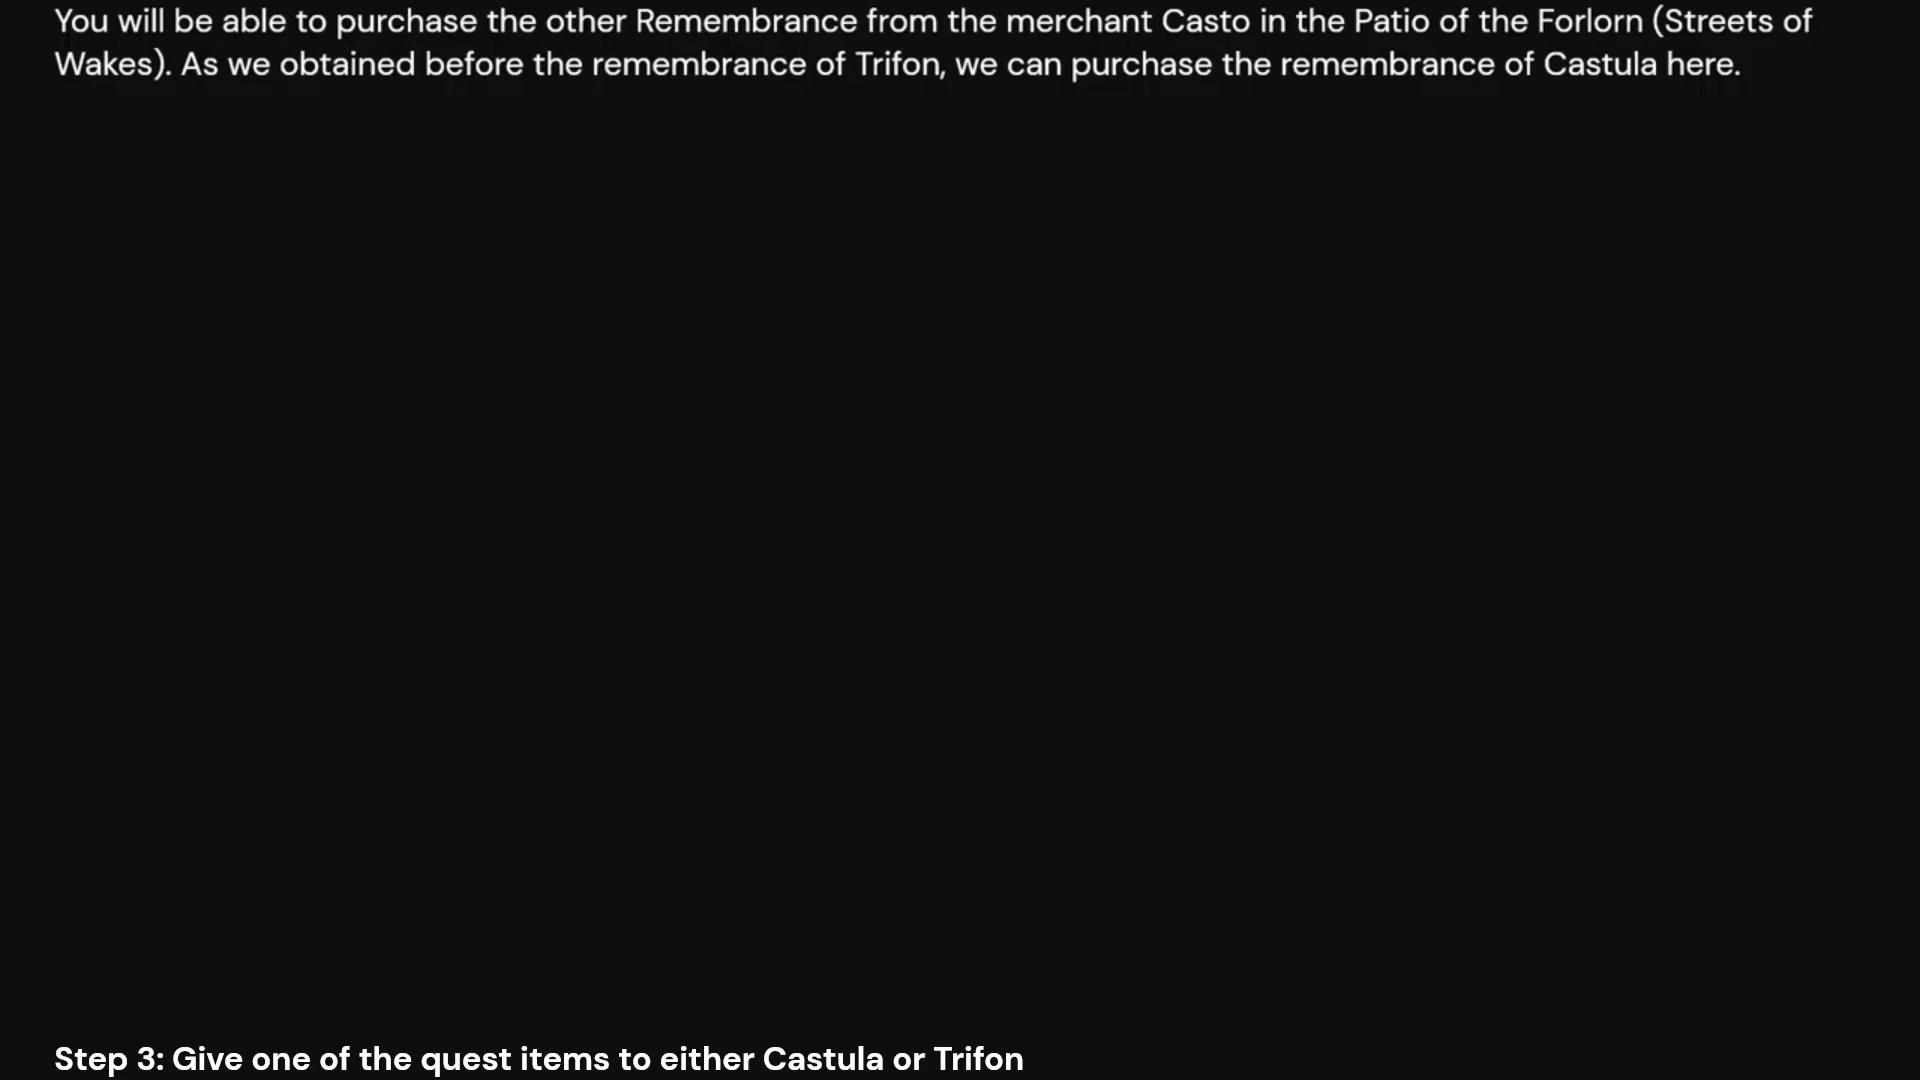 You will be able to purchase the other Remembrance from the merchant Casto in the Patio of the Forlorn (Streets of
Wakes). As we obtained before the remembrance of Trifon, we can purchase the remembrance of Castula here.
Step 3: Give one of the quest items to either Castula or Trifon